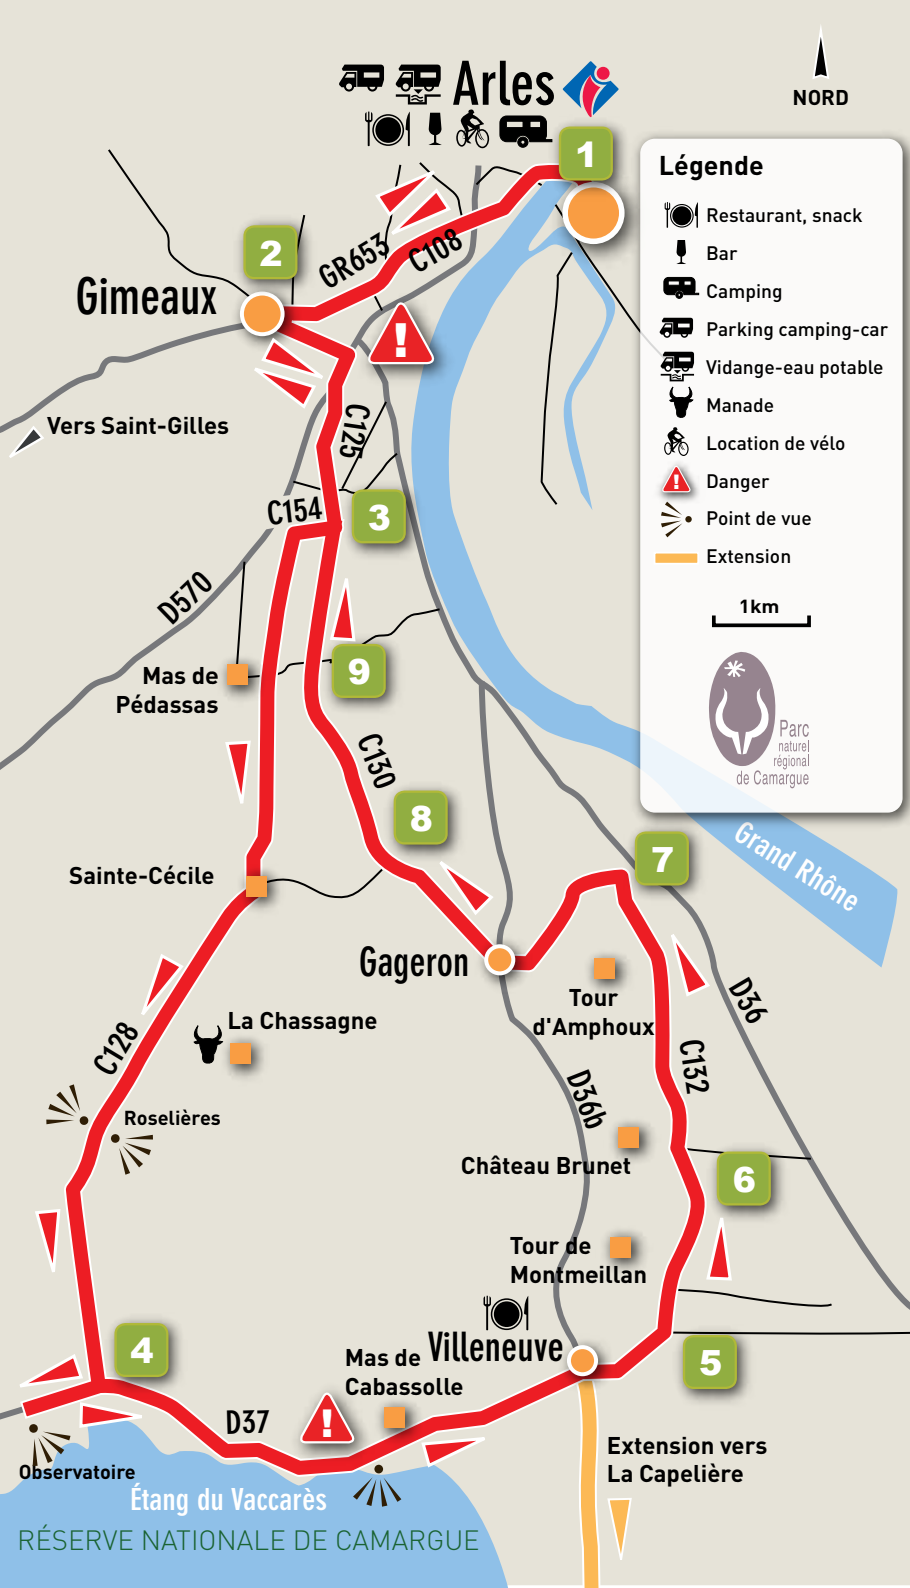 Arles
NORD
1
Légende
Restaurant, snack
Bar
Camping
Parking camping-car
Vidange-eau potable
Manade
Location de vélo
! Danger
Point de vue
Extension
1km
Parc
naturel
régional
de Camargue
2
GR653
C108
Gimeaux
!
Vers Saint-Gilles
C125
C154
3
D570
Mas de
Pédassas
9
C130
8
Grand Rhône
7
Sainte-Cécile
Gageron
Tour
d'Amphoux
D36
La Chassagne
C128
C132
D36b
Roselières
Château Brunet
6
Tour de
Montmeillan
4
Mas de
Cabassolle
Villeneuve
5
D37
!
Observatoire
Extension vers
La Capelière
Étang du Vaccarès
RÉSERVE NATIONALE DE CAMARGUE